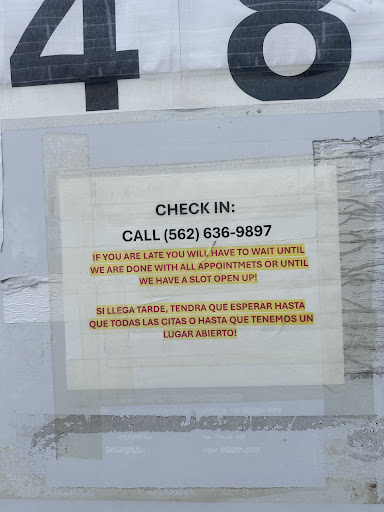 48
CHECK IN:
CALL (562) 636-9897
IF YOU ARE LATE YOU WILL HAVE TO WAIT UNTIL
WE ARE DONE WITH ALL APPOINTMETS OR UNTIL
WE HAVE A SLOT OPEN UP!
SI LLEGA TARDE, TENDRA QUE ESPERAR HASTA
QUE TODAS LAS CITAS O HASTA QUE TENEMOS UN
LUGAR ABIERTO!